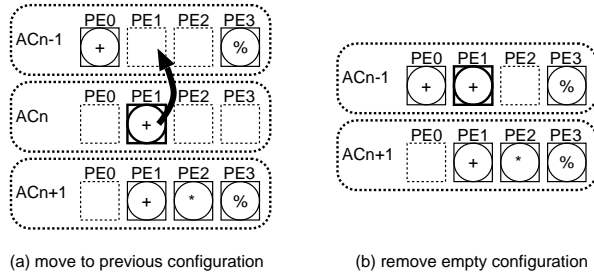 PE0 PE1 PE2 PE3
ACn-1 + %
PE0 PE1 PE2 PE3
ACn +
PE0 PE1 PE2 PE3
ACn+1 + * %
(a) move to previous configuration
PE0 PE1 PE2 PE3
ACn-1 + + %
PE0 PE1 PE2 PE3
ACn+1 + * %
(b) remove empty configuration